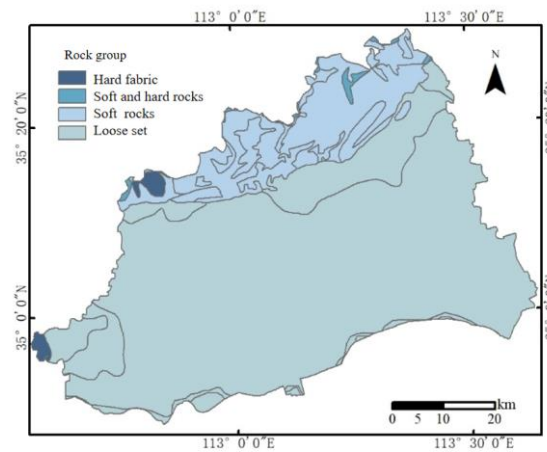 113° 0′0″E
113° 30′0″E
Rock group
Hard fabric
Soft and hard rocks
Soft rocks
Loose set
N
35° 20′0″N
35° 0′0″N
km
0 5 10 20
113° 0′0″E
113° 30′0″E